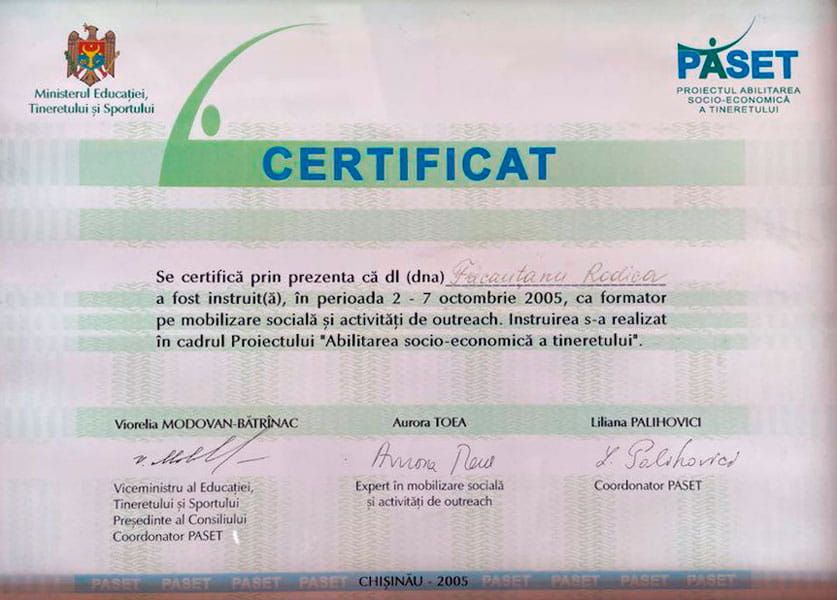 Ministerul Educației,
Tineretului și Sportului
PASET
PROIECTUL ABILITAREA
SOCIO-ECONOMICĂ
A TINERETULUI
CERTIFICAT
Se certifică prin prezenta că dl (dna) Rodica
a fost instruit(ă), în perioada 2 - 7 octombrie 2005, ca formator
pe mobilizare socială și activități de outreach. Instruirea s-a realizat
în cadrul Proiectului "Abilitarea socio-economică a tineretului".
Viorelia MODOVAN-BĂTRÎNAC
Viceministru al Educației,
Tineretului și Sportului
Președinte al Consiliului
Coordonator PASET
Aurora TOEA
Aurora
Expert în mobilizare socială
și activități de outreach
Liliana PALIHOVICI
L. Palihovici
Coordonator PASET
PASET PASET PASET PASET CHIȘINĂU - 2005 PASET PASET PASET PASET